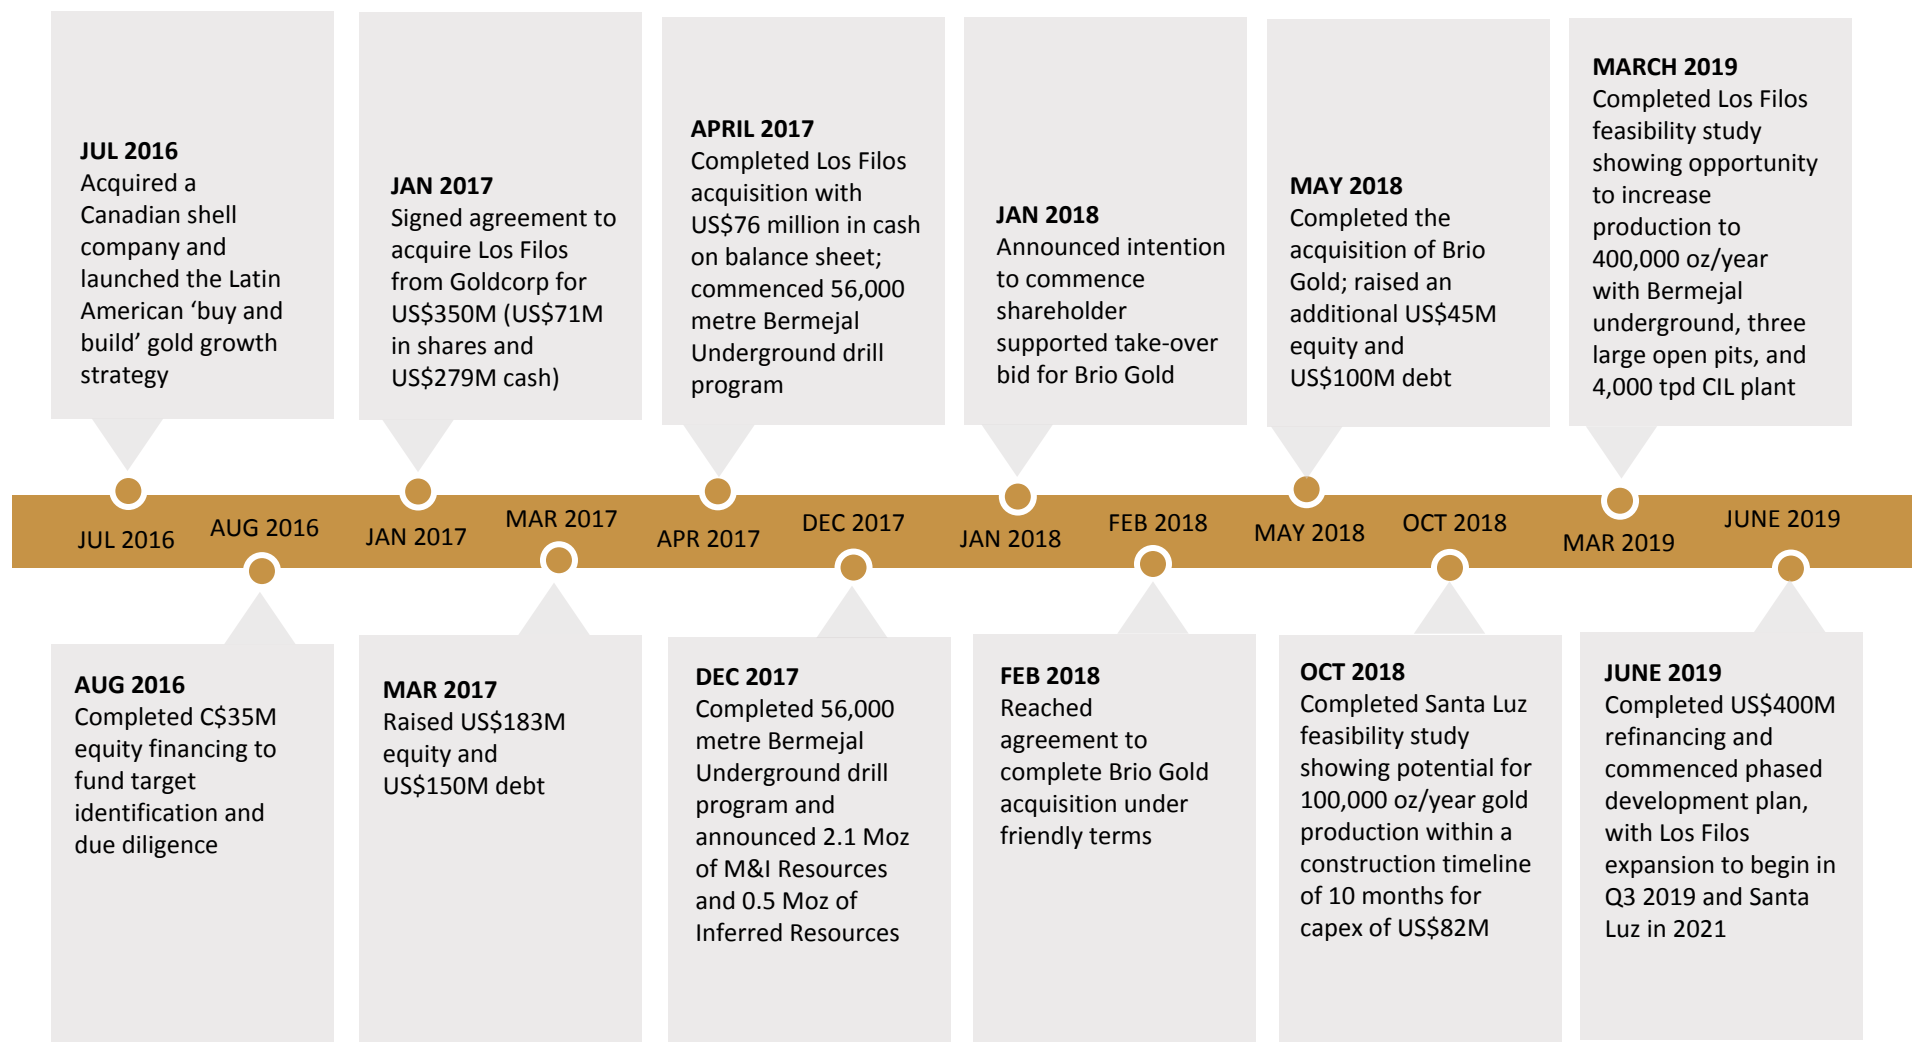 JUL 2016
Acquired a
Canadian shell
company and
launched the Latin
American ‘buy and
build’ gold growth
strategy
JAN 2017
Signed agreement to
acquire Los Filos
from Goldcorp for
US$350M (US$71M
in shares and
US$279M cash)
APRIL 2017
Completed Los Filos
acquisition with
US$76 million in cash
on balance sheet;
commenced 56,000
metre Bermejal
Underground drill
program
JAN 2018
Announced intention
to commence
shareholder
supported take-over
bid for Brio Gold
MAY 2018
Completed the
acquisition of Brio
Gold; raised an
additional US$45M
equity and
US$100M debt
MARCH 2019
Completed Los Filos
feasibility study
showing opportunity
to increase
production to
400,000 oz/year
with Bermejal
underground, three
large open pits, and
4,000 tpd CIL plant
JUL 2016
AUG 2016
JAN 2017
MAR 2017
APR 2017
DEC 2017
JAN 2018
FEB 2018
MAY 2018
OCT 2018
MAR 2019
JUNE 2019
AUG 2016
Completed C$35M
equity financing to
fund target
identification and
due diligence
MAR 2017
Raised US$183M
equity and
US$150M debt
DEC 2017
Completed 56,000
metre Bermejal
Underground drill
program and
announced 2.1 Moz
of M&I Resources
and 0.5 Moz of
Inferred Resources
FEB 2018
Reached
agreement to
complete Brio Gold
acquisition under
friendly terms
OCT 2018
Completed Santa Luz
feasibility study
showing potential for
100,000 oz/year gold
production within a
construction timeline
of 10 months for
capex of US$82M
JUNE 2019
Completed US$400M
refinancing and
commenced phased
development plan,
with Los Filos
expansion to begin in
Q3 2019 and Santa
Luz in 2021